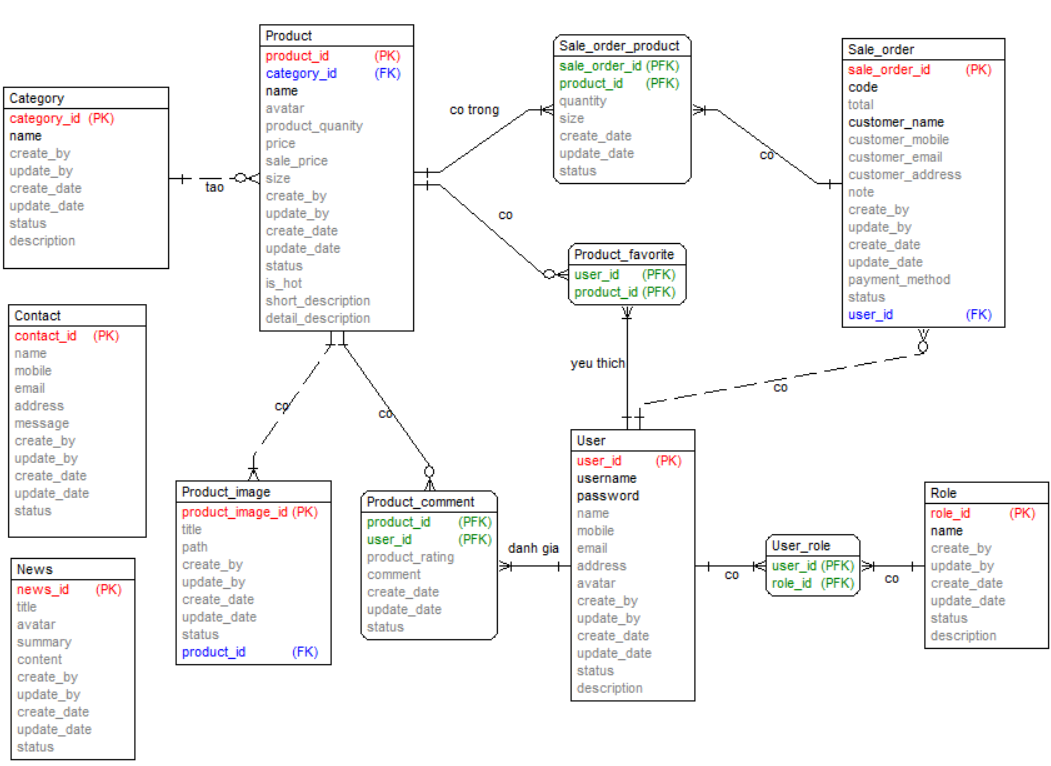 Product
product_id (PK)
category_id (FK)
name
avatar
product_quanity
price
sale_price
size
create_by
update_by
create_date
update_date
status
is_hot
short_description
detail_description
Sale_order_product
sale_order_id (PFK)
product_id (PFK)
quantity
size
create_date
update_date
status
Sale_order
sale_order_id (PK)
code
total
customer_name
customer_mobile
customer_email
customer_address
note
create_by
update_by
create_date
update_date
payment_method
status
user_id (FK)
Category
category_id (PK)
name
create_by
update_by
create_date
update_date
status
description
tao
co trong
co
co
Product_favorite
user_id (PFK)
product_id (PFK)
yeu thich
co
Contact
contact_id (PK)
name
mobile
email
address
message
create_by
update_by
create_date
update_date
status
co
co
Product_image
product_image_id (PK)
title
path
create_by
update_by
create_date
update_date
status
product_id (FK)
Product_comment
product_id (PFK)
user_id (PFK)
product_rating
comment
create_date
update_date
status
danh gia
User
user_id (PK)
username
password
name
mobile
email
address
avatar
create_by
update_by
create_date
update_date
status
description
co
User_role
user_id (PFK)
role_id (PFK)
co
Role
role_id (PK)
name
create_by
update_by
create_date
update_date
status
description
News
news_id (PK)
title
avatar
summary
content
create_by
update_by
create_date
update_date
status